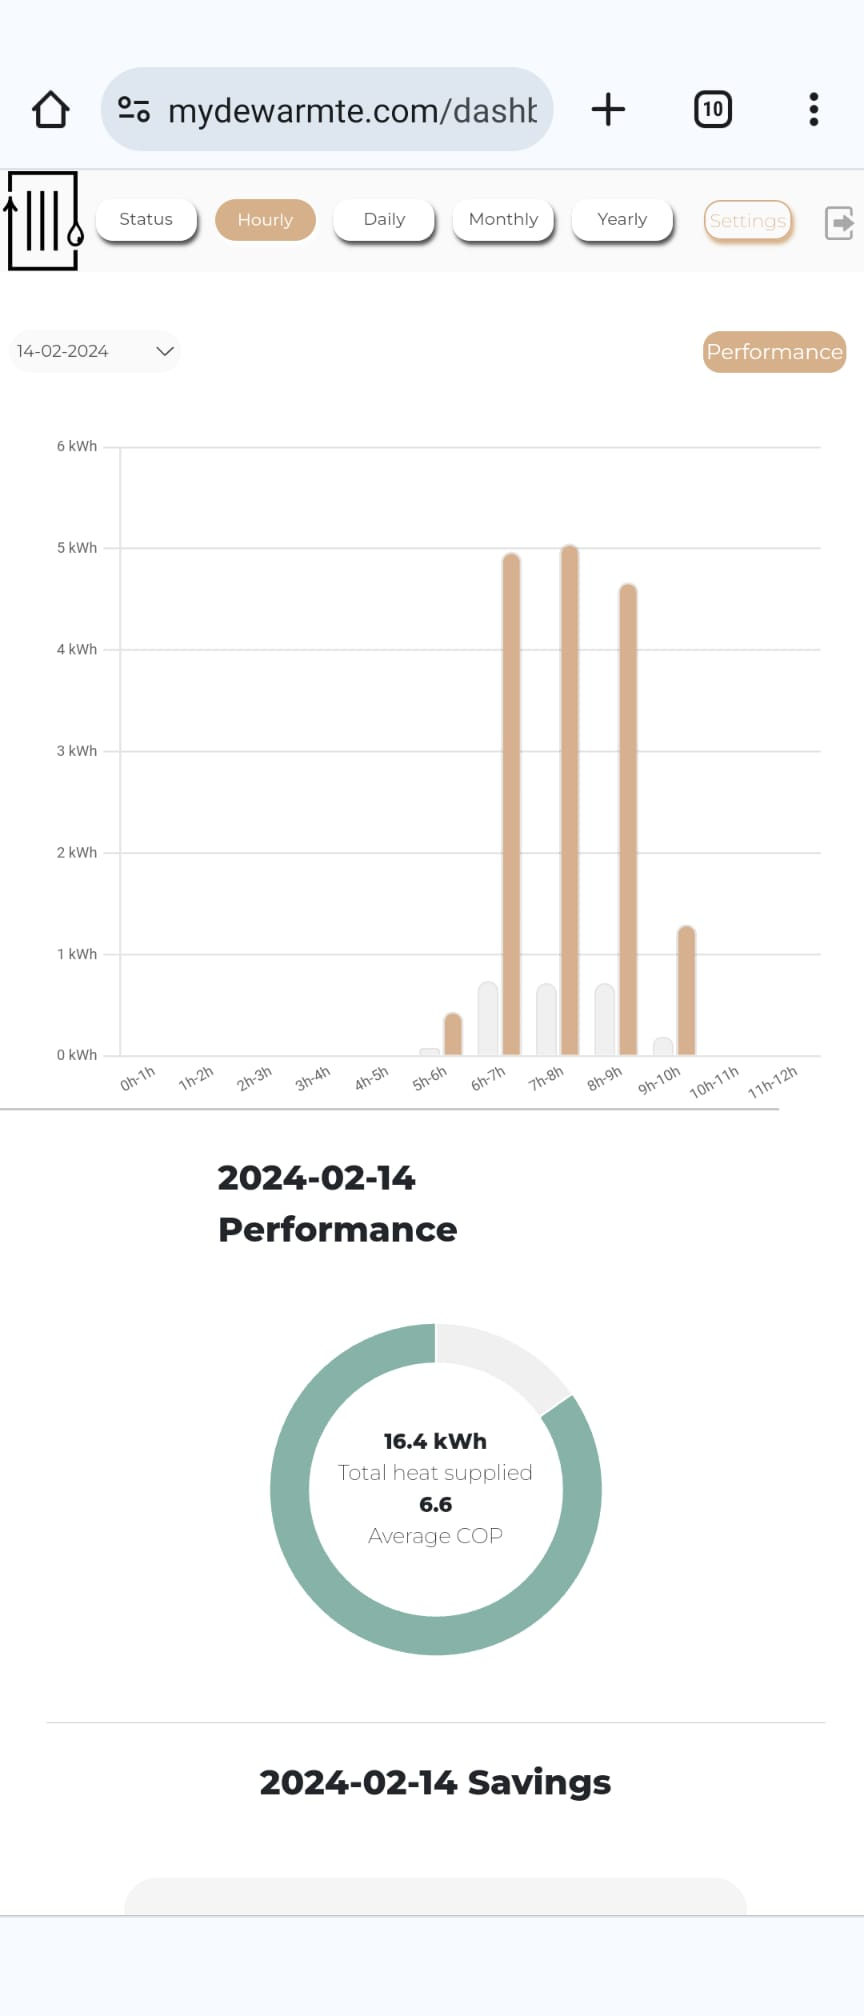 mydewarmte.com/dasht
10
Status
Hourly
Daily
Monthly
Yearly
Settings
14-02-2024
Performance
6 kWh
5 kWh
4 kWh
3 kWh
2 kWh
1 kWh
0 kWh
0h-1h
1h-2h
2h-3h
3h-4h
4h-5h
5h-6h
6h-7h
7h-8h
8h-9h
9h-10h
10h-11h
11h-12h
2024-02-14
Performance
16.4 kWh
Total heat supplied
6.6
Average COP
2024-02-14 Savings